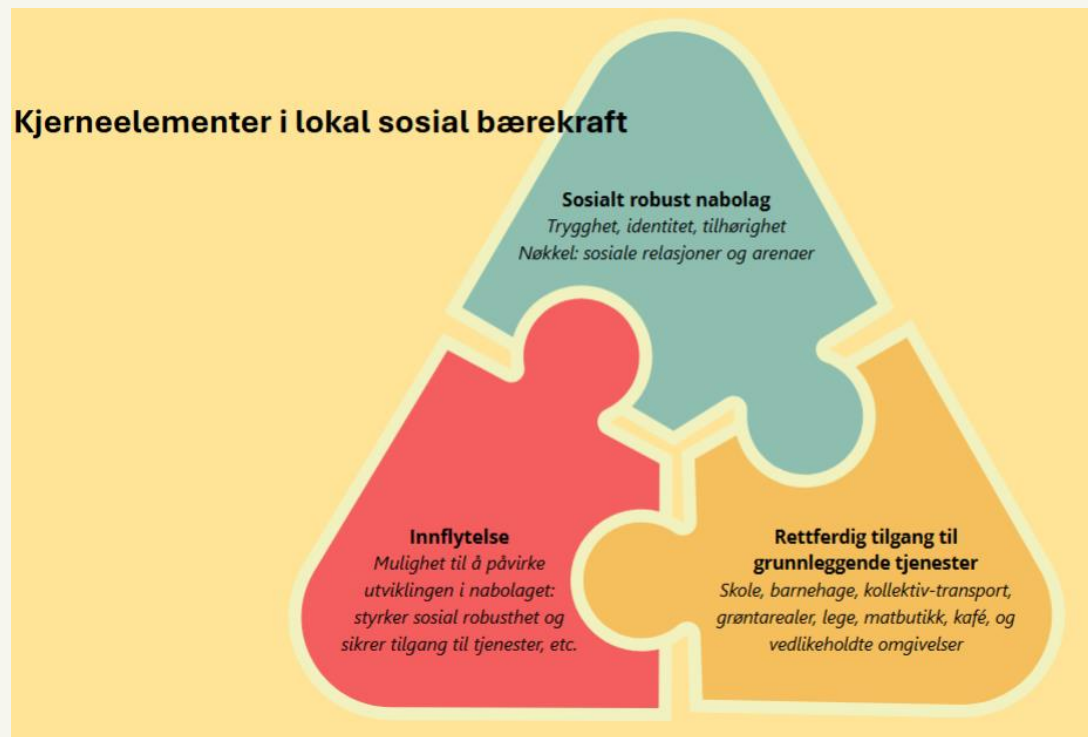 Kjerneelementer i lokal sosial bærekraft
Sosialt robust nabolag
Trygghet, identitet, tilhørighet
Nøkkel: sosiale relasjoner og arenaer
Innflytelse
Mulighet til å påvirke
utviklingen i nabolaget:
styrker sosial robusthet og
sikrer tilgang til tjenester, etc.
Rettferdig tilgang til
grunnleggende tjenester
Skole, barnehage, kollektiv-transport,
grøntarealer, lege, matbutikk, kafé, og
vedlikeholdte omgivelser